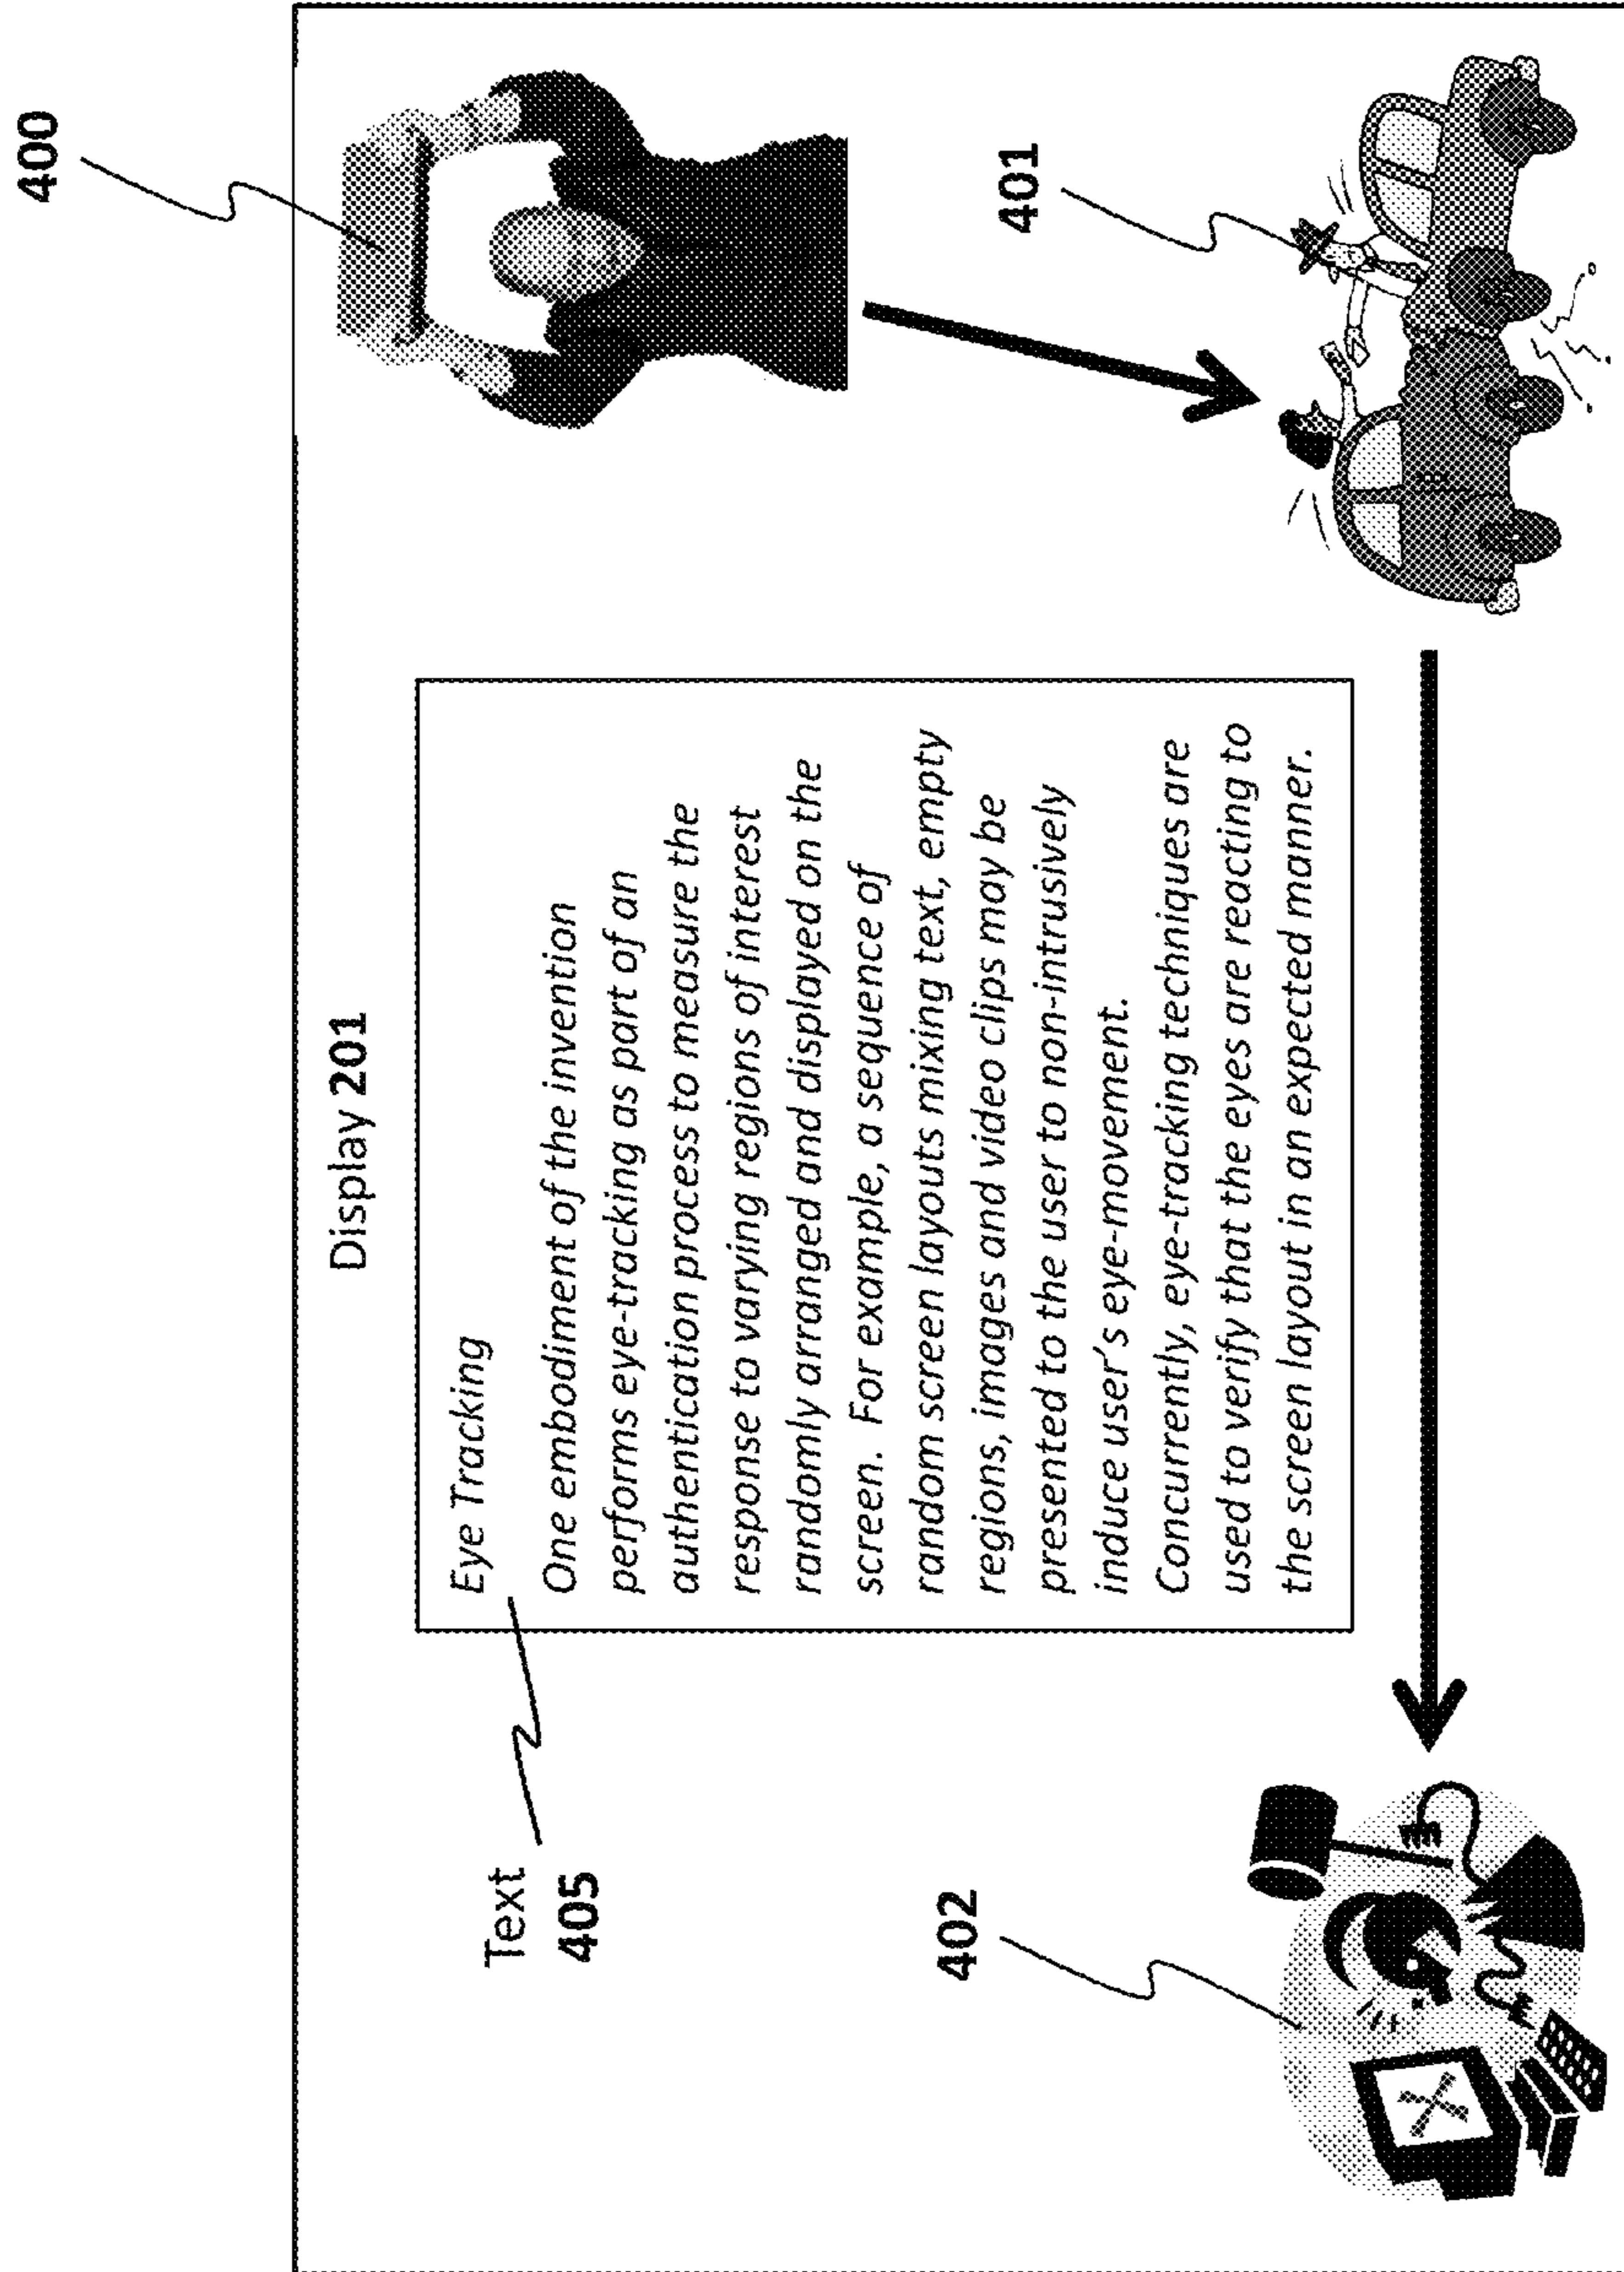 400
Display 201
Text
405
Eye Tracking
One embodiment of the invention
performs eye-tracking as part of an
authentication process to measure the
response to varying regions of interest
randomly arranged and displayed on the
screen. For example, a sequence of
random screen layouts mixing text, empty
regions, images and video clips may be
presented to the user to non-intrusively
induce user's eye-movement.
Concurrently, eye-tracking techniques are
used to verify that the eyes are reacting to
the screen layout in an expected manner.
402
401